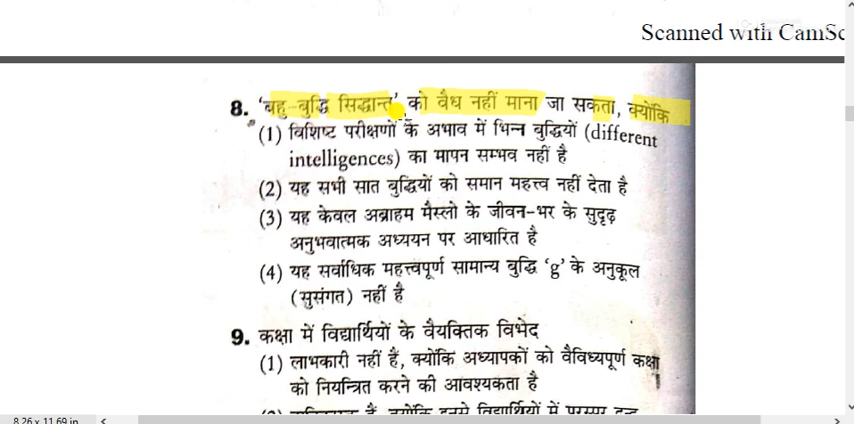 Scanned with CamSc
8. 'बहु-बुद्धि सिद्धान्त' को वैध नहीं माना जा सकता, क्योंकि
(1) विशिष्ट परीक्षणों के अभाव में भिन्न बुद्धियों (different
intelligences) का मापन सम्भव नहीं है
(2) यह सभी सात बुद्धियों को समान महत्त्व नहीं देता है
(3) यह केवल अब्राहम मैस्लो के जीवन-भर के सुदृढ़
अनुभवात्मक अध्ययन पर आधारित है
(4) यह सर्वाधिक महत्त्वपूर्ण सामान्य बुद्धि 'g' के अनुकूल
(सुसंगत) नहीं है
9. कक्षा में विद्यार्थियों के वैयक्तिक विभेद
(1) लाभकारी नहीं हैं, क्योंकि अध्यापकों को वैविध्यपूर्ण कक्षा
को नियन्त्रित करने की आवश्यकता है
हैं, क्योंकि इनसे विद्यार्थियों में परस्पर
8.26 x 11.69 in